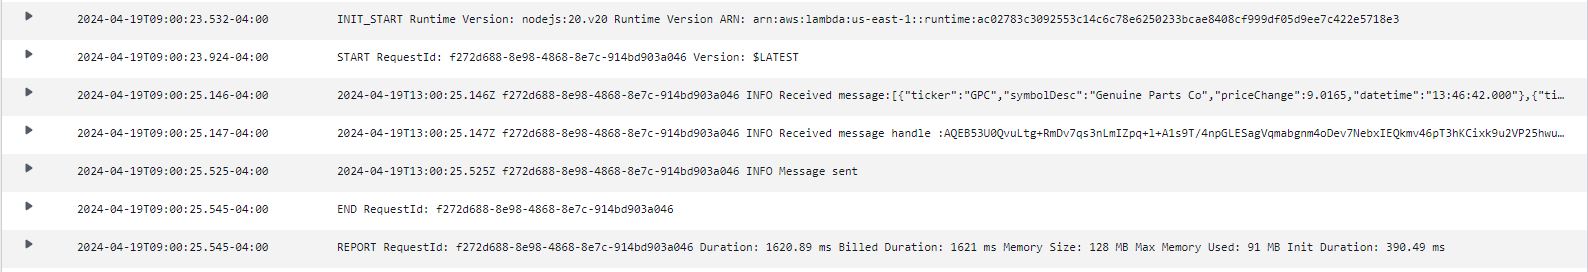 2024-04-19T09:00:23.532-04:00 INIT_START Runtime Version: nodejs:20.v20 Runtime Version ARN: arn:aws:lambda:us-east-1::runtime:ac02783c3092553c14c6c78e6250233bcae8408cf999df05d9ee7c422e5718e3
2024-04-19T09:00:23.924-04:00 START RequestId: f272d688-8e98-4868-8e7c-914bd903a046 Version: $LATEST
2024-04-19T09:00:25.146-04:00 2024-04-19T13:00:25.146Z f272d688-8e98-4868-8e7c-914bd903a046 INFO Received message:[{"ticker":"GPC","symbolDesc":"Genuine Parts Co","priceChange":9.0165,"datetime":"13:46:42.000"},{"ti…
2024-04-19T09:00:25.147-04:00 2024-04-19T13:00:25.147Z f272d688-8e98-4868-8e7c-914bd903a046 INFO Received message handle :AQEB53U0QvuLtg+RmDv7qs3nLmIZpq+l+A1s9T/4npGLESagVqmabgnm4oDev7NebxIEQkmv46pT3hKCixk9u2VP25hwu…
2024-04-19T09:00:25.525-04:00 2024-04-19T13:00:25.525Z f272d688-8e98-4868-8e7c-914bd903a046 INFO Message sent
2024-04-19T09:00:25.545-04:00 END RequestId: f272d688-8e98-4868-8e7c-914bd903a046
2024-04-19T09:00:25.545-04:00 REPORT RequestId: f272d688-8e98-4868-8e7c-914bd903a046 Duration: 1620.89 ms Billed Duration: 1621 ms Memory Size: 128 MB Max Memory Used: 91 MB Init Duration: 390.49 ms